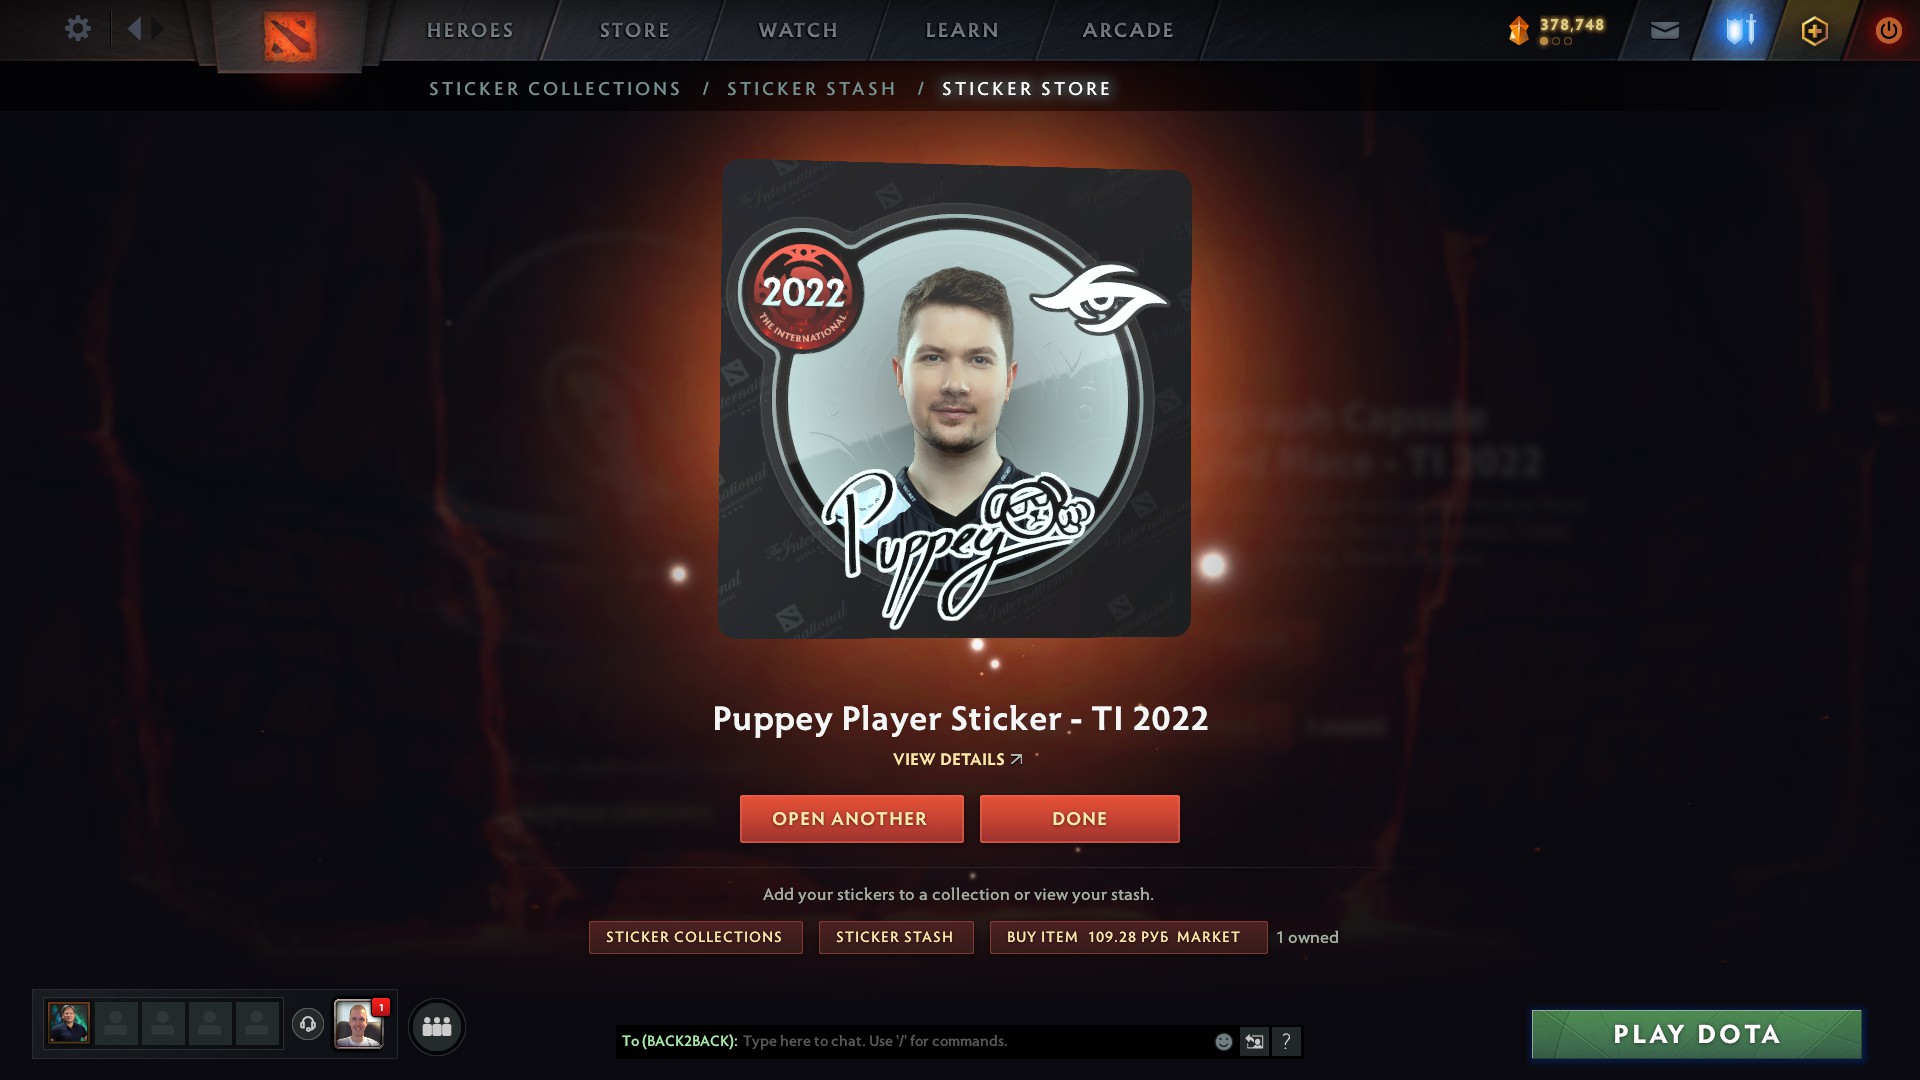 HEROES
STORE
WATCH
LEARN
ARCADE
378,748
STICKER COLLECTIONS / STICKER STASH / STICKER STORE
2022
THE INTERNATIONAL
Puppey
Puppey Player Sticker - TI 2022
VIEW DETAILS
OPEN ANOTHER
DONE
Add your stickers to a collection or view your stash.
STICKER COLLECTIONS
STICKER STASH
BUY ITEM 109.28 РУБ MARKET
1 owned
1
To (BACK2BACK): Type here to chat. Use '/' for commands.
?
PLAY DOTA